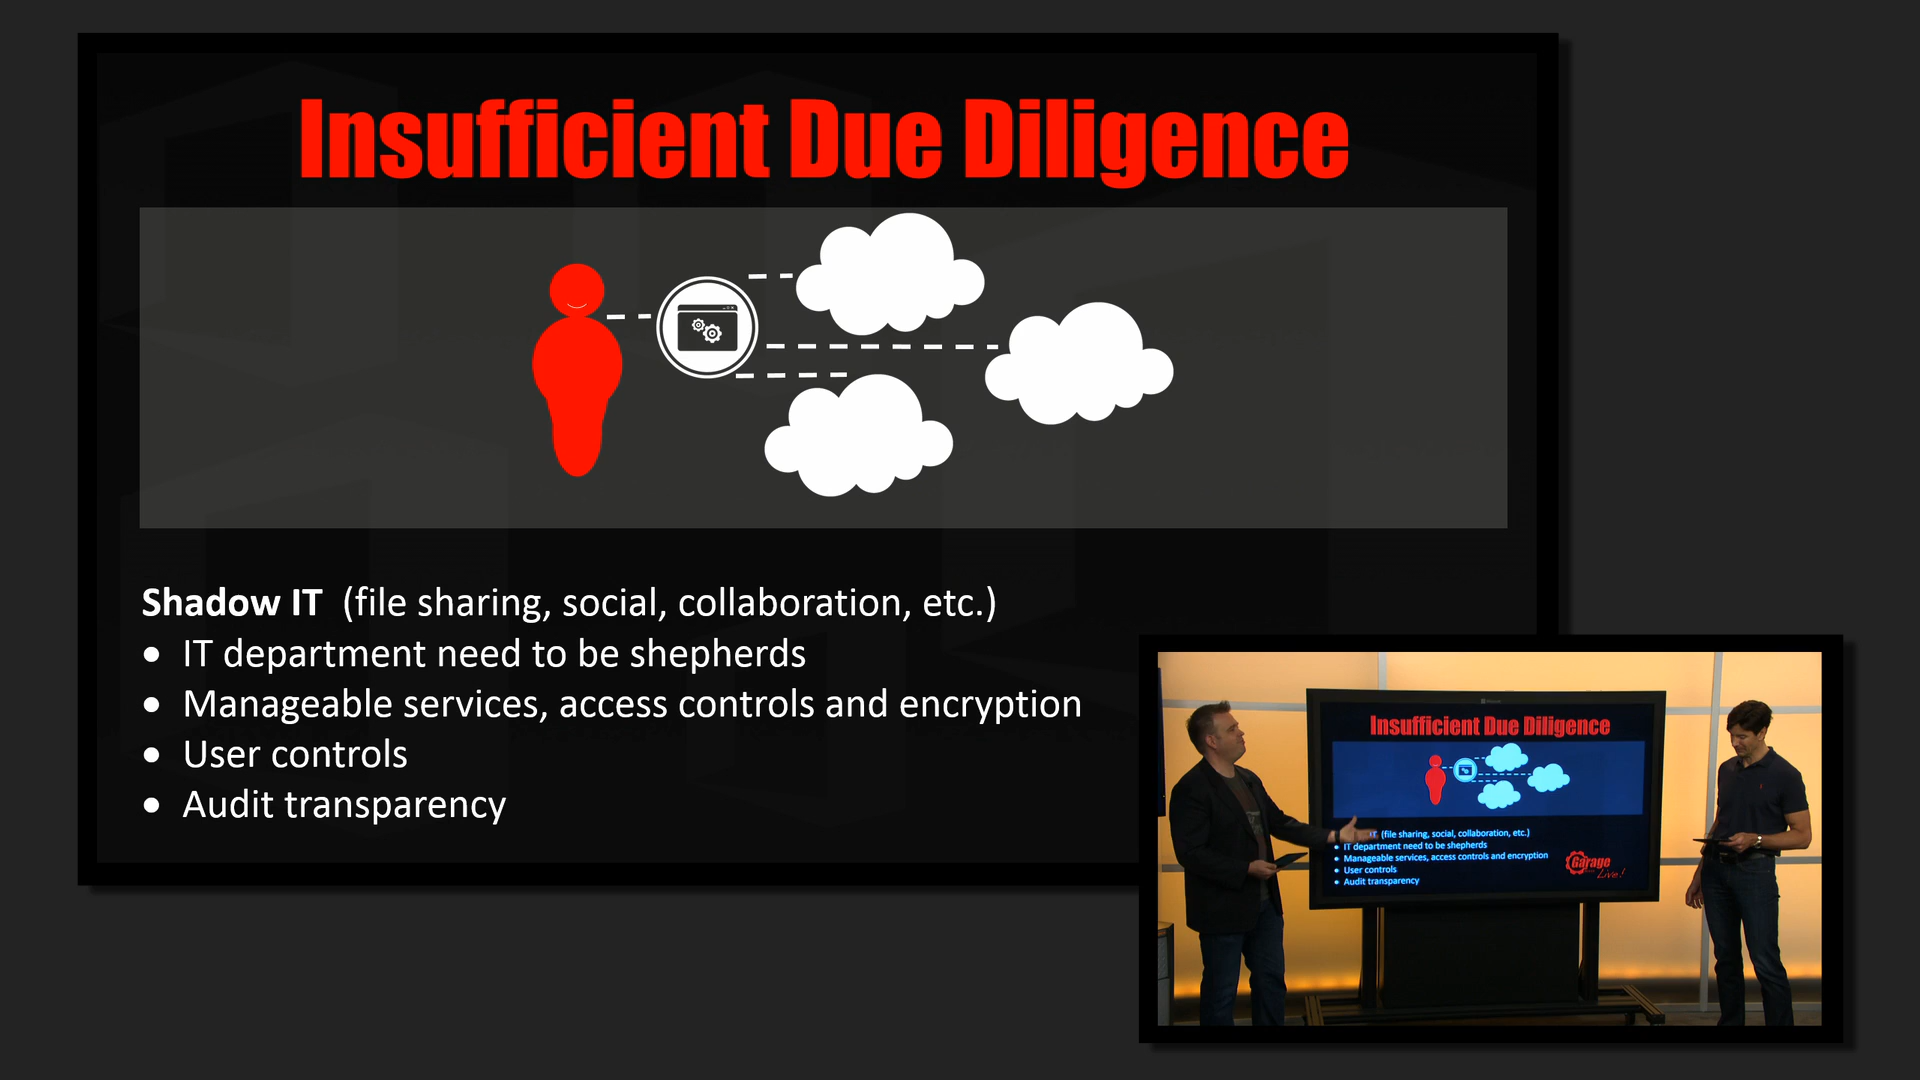 Insufficient Due Diligence
Shadow IT (file sharing, social, collaboration, etc.)
• IT department need to be shepherds
• Manageable services, access controls and encryption
• User controls
• Audit transparency
Insufficient Due Diligence
IT (file sharing, social, collaboration, etc.)
• IT department need to be shepherds
• Manageable services, access controls and encryption
• User controls
• Audit transparency
Garage
Live!